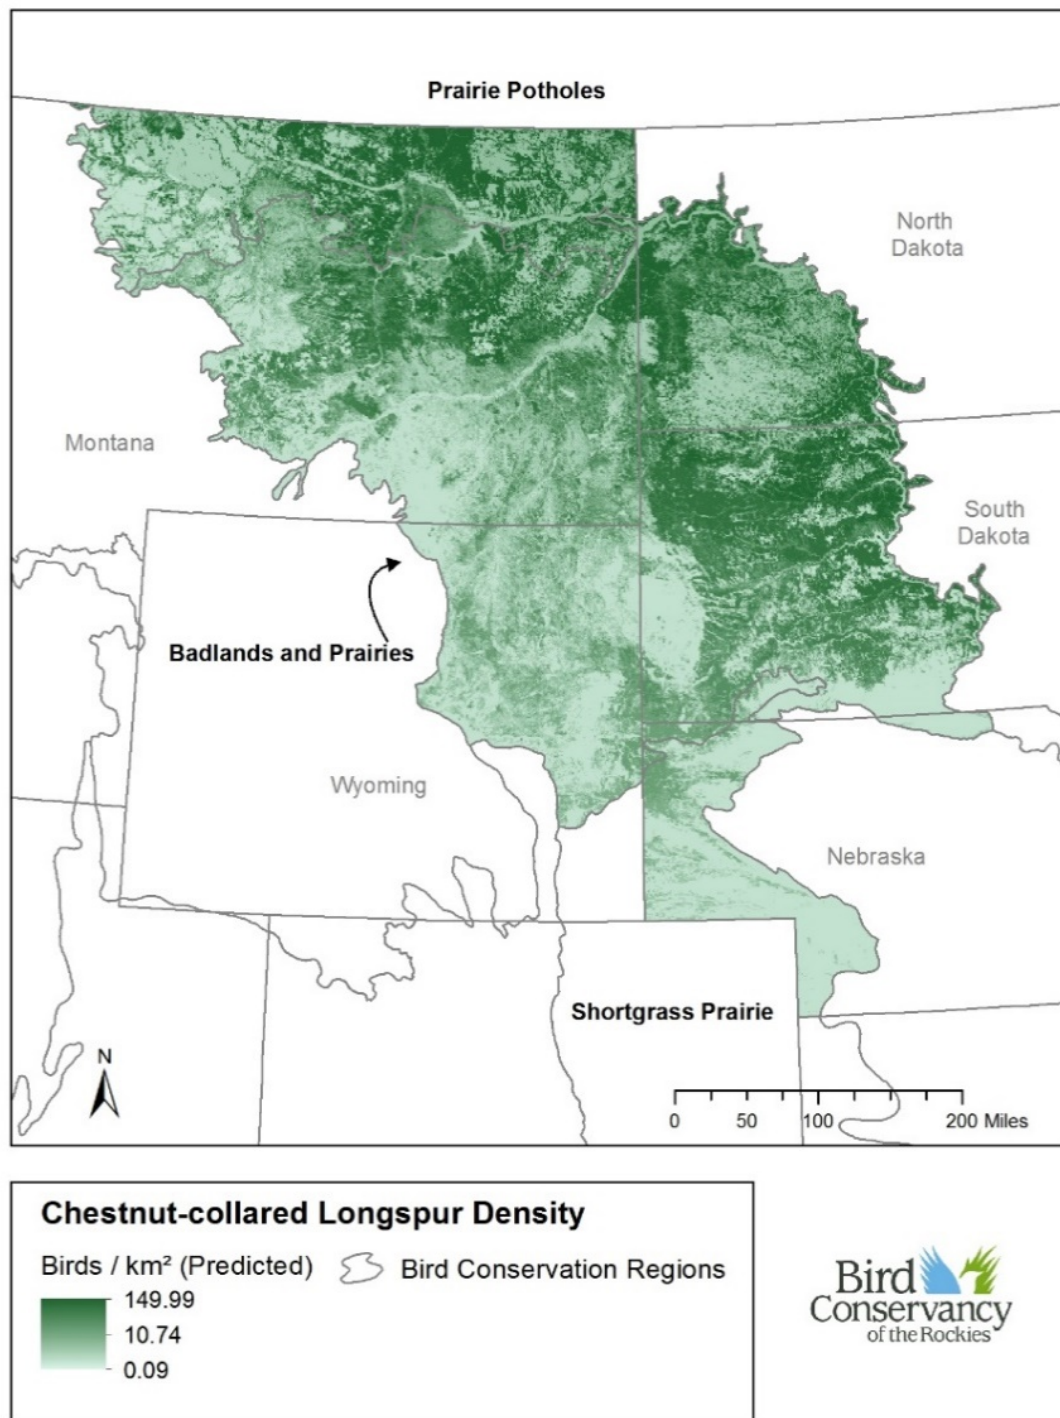 Prairie Potholes
North
Dakota
Montana
South
Dakota
Badlands and Prairies
Wyoming
Nebraska
Shortgrass Prairie
N
0 50 100 200 Miles
Chestnut-collared Longspur Density
Birds / km² (Predicted) Bird Conservation Regions
149.99
10.74
0.09
Bird
Conservancy
of the Rockies